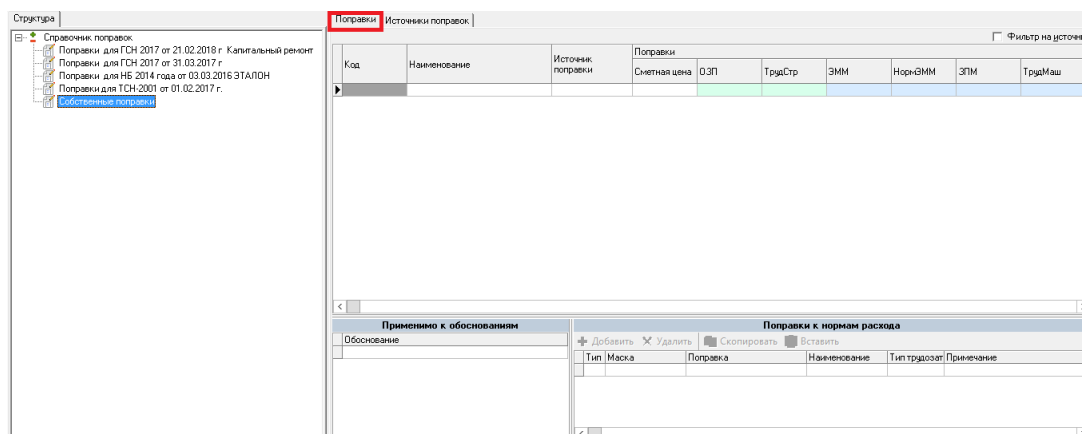 Структура
Справочник поправок
Поправки для ГСН 2017 от 21.02.2018 г Капитальный ремонт
Поправки для ГСН 2017 от 31.03.2017 г
Поправки для НБ 2014 года от 03.03.2016 ЭТАЛОН
Поправки для ТСН-2001 от 01.02.2017 г.
Собственные поправки
Поправки Источники поправок
Фильтр на источни
Код Наименование Источник поправки Поправки
Сметная цена ОЗП ТрудСтр ЭММ НормЭММ ЗПМ ТрудМаш
Применимо к обоснованиям
Обоснование
Поправки к нормам расхода
Добавить Удалить Скопировать Вставить
Тип Маска Поправка Наименование Тип трудозат Примечание